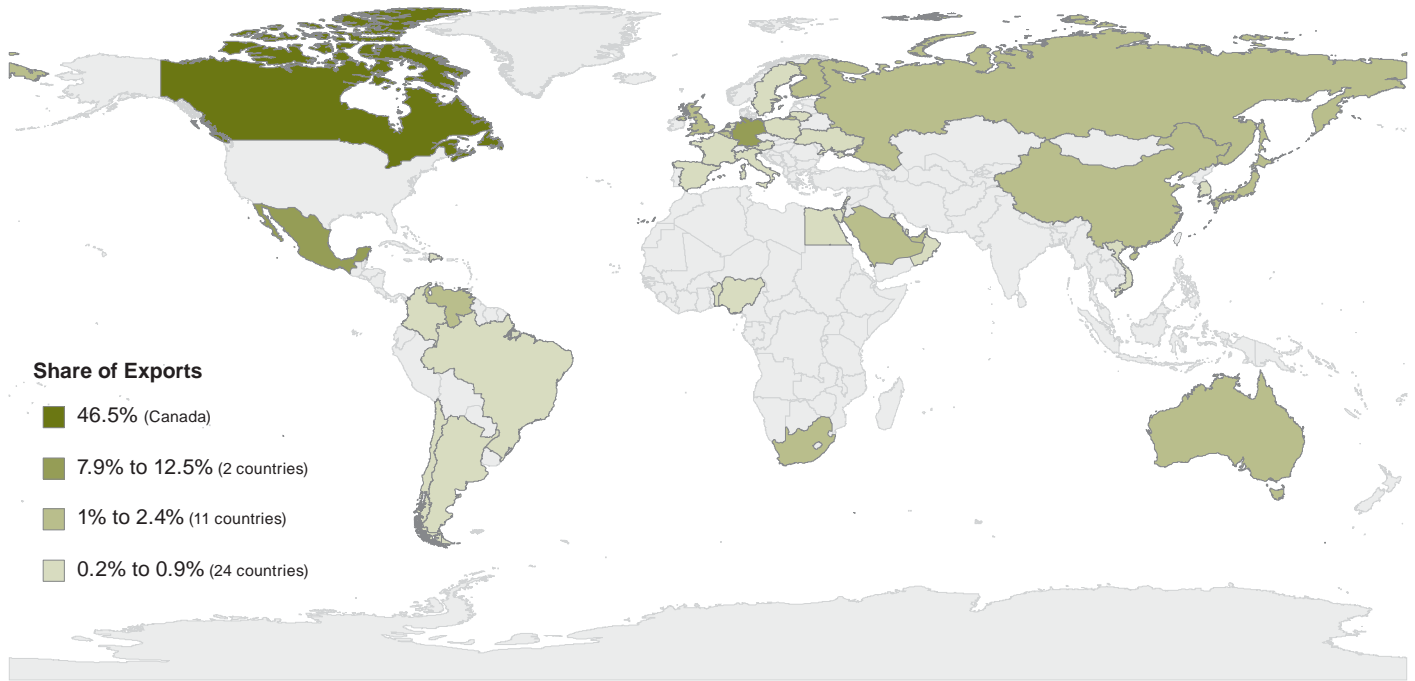 Share of Exports
46.5% (Canada)
7.9% to 12.5% (2 countries)
1% to 2.4% (11 countries)
0.2% to 0.9% (24 countries)